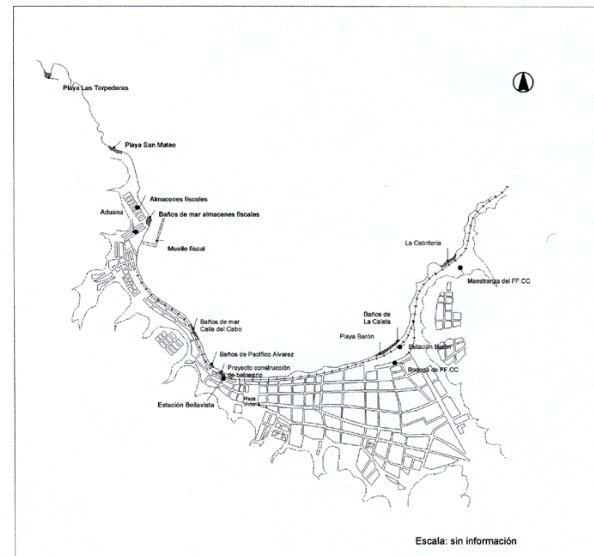 Playa Las Torpederas
Playa San Mateo
Almacenes fiscales
Aduana
Baños de mar almacenes fiscales
Muelle fiscal
La Cabritería
Maestranza del FF.CC
Baños de mar
Calle del Cabo
Baños de
La Caleta
Playa Barón
Estación Barón
Bodega de FF.CC
Baños de Pacífico Alvarez
Proyecto construcción
de balneario
Estación Bellavista
Plaza
Victoria
Escala: sin información